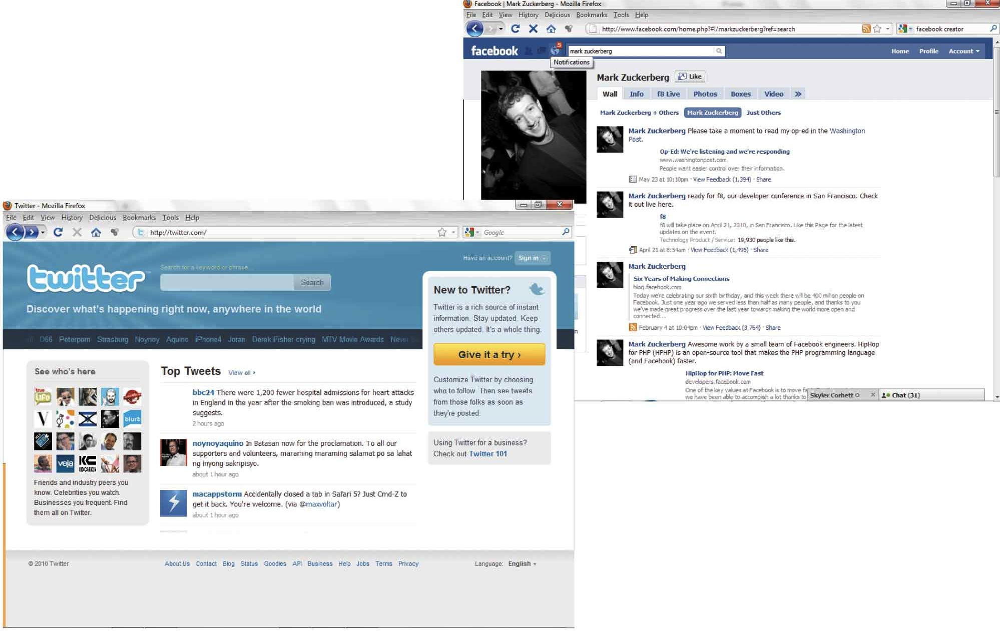 Facebook | Mark Zuckerberg - Mozilla Firefox
File Edit View History Delicious Bookmarks Tools Help
http://www.facebook.com/home.php?#!/markzuckerberg?ref=search
facebook creator
facebook
5
mark zuckerberg
Home Profile Account
Notifications
Mark Zuckerberg Like
Wall Info f8 Live Photos Boxes Video »
Mark Zuckerberg + Others Mark Zuckerberg Just Others
Mark Zuckerberg Please take a moment to read my op-ed in the Washington
Post.
Op-Ed: We're listening and we're responding
www.washingtonpost.com
People want easier control over their information.
May 23 at 10:10pm · View Feedback (1,394) · Share
Mark Zuckerberg ready for f8, our developer conference in San Francisco. Check
it out live here.
f8
f8 will take place on April 21, 2010, in San Francisco. Like this Page for the latest
updates on the event.
Technology Product / Service: 19,930 people like this.
April 21 at 8:54am · View Feedback (1,495) · Share
Mark Zuckerberg
Six Years of Making Connections
blog.facebook.com
Today we're celebrating our sixth birthday, and this week there will be 400 million people on
Facebook. Just one year ago we served less than half as many people, and thanks to you
we've made great progress over the last year towards making the world more open and
connected...
February 4 at 10:04pm · View Feedback (3,764) · Share
Mark Zuckerberg Awesome work by a small team of Facebook engineers. HipHop
for PHP (HPHP) is an open-source tool that makes the PHP programming language
(and Facebook) faster.
HipHop for PHP: Move Fast
developers.facebook.com
One of the key values at Facebook is to move
we have been able to accomplish a lot thanks to
Skyler Corbett
Chat (31)
Twitter - Mozilla Firefox
File Edit View History Delicious Bookmarks Tools Help
http://twitter.com/
Google
Have an account? Sign in
twitter™
Search for a keyword or phrase...
Search
Discover what's happening right now, anywhere in the world
D66 Peterporn Strasburg Noynoy Aquino iPhone4 Joran Derek Fisher crying MTV Movie Awards Never
New to Twitter?
Twitter is a rich source of instant
information. Stay updated. Keep
others updated. It's a whole thing.
Give it a try ›
Customize Twitter by choosing
who to follow. Then see tweets
from those folks as soon as
they're posted.
Using Twitter for a business?
Check out Twitter 101
See who's here
true
LIFO
V
blurb
veja
KC
KIDCARSON
Friends and industry peers you
know. Celebrities you watch.
Businesses you frequent. Find
them all on Twitter.
Top Tweets View all ›
bbc24 There were 1,200 fewer hospital admissions for heart attacks
in England in the year after the smoking ban was introduced, a study
suggests.
2 hours ago
noynoyaquino In Batasan now for the proclamation. To all our
supporters and volunteers, maraming maraming salamat po sa lahat
ng inyong sakripisyo.
about 1 hour ago
macappstorm Accidentally closed a tab in Safari 5? Just Cmd-Z to
get it back. You're welcome. (via @maxvoltar)
about 1 hour ago
© 2010 Twitter
About Us Contact Blog Status Goodies API Business Help Jobs Terms Privacy
Language: English